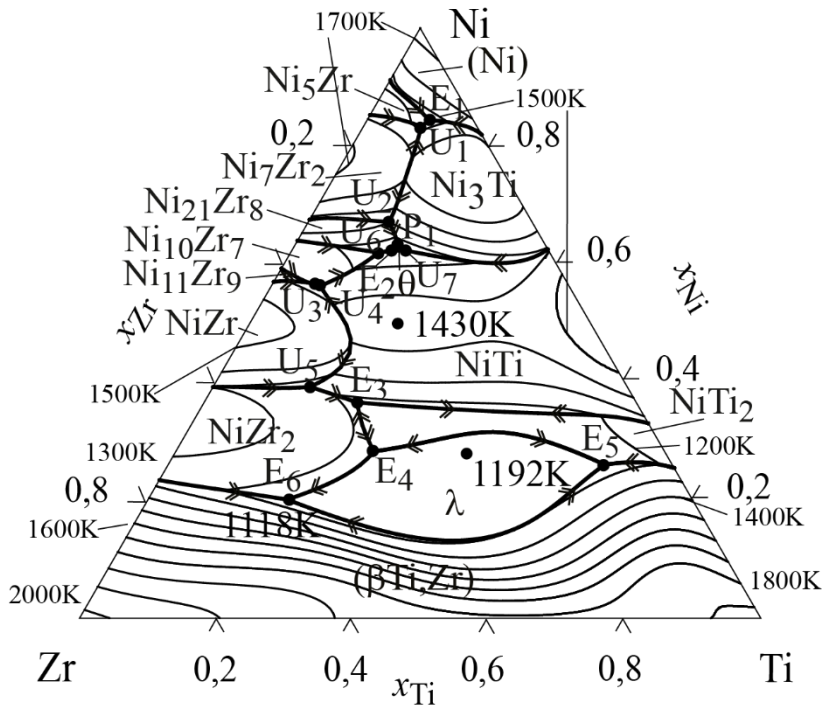 1700K
Ni
(Ni)
Ni₅Zr
E₁
1500K
0,2
0,8
U₁
Ni₇Zr₂
Ni₃Ti
U₂
Ni₂₁Zr₈
P₁
U₆
Ni₁₀Zr₇
0,6
E₂θ
U₇
Ni₁₁Zr₉
xZr
xNi
U₃
U₄
NiZr
1430K
NiTi
U₅
E₃
0,4
1500K
NiTi₂
NiZr₂
1200K
1300K
E₆
E₄
E₅
1192K
0,8
0,2
λ
1400K
1600K
1118K
(βTi,Zr)
2000K
1800K
Zr
0,2
0,4
xTi
0,6
0,8
Ti